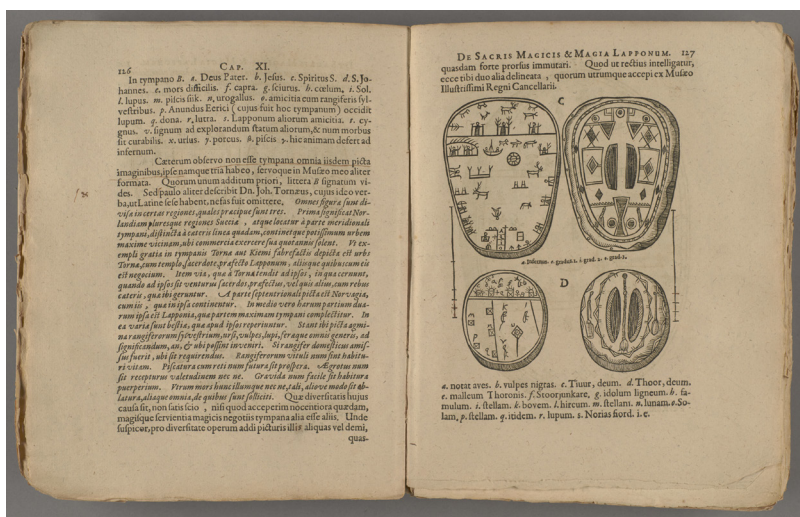 126 CAP. XI.
In tympano B. a. Deus Pater. b. Jesus. c. Spiritus S. d. S. Jo-
hannes. e. mors difficilis. f. capra. g. sciurus. h. cœlum, i. Sol.
l. lupus. m. piscis siik. n, urogallus. o. amicitia cum rangiferis syl-
vestribus. p. Anundus Eerici (cujus fuit hoc tympanum) occidit
lupum. q. dona. r. lutra. s. Lapponum aliorum amicitia. r. cy-
gnus. v. signum ad explorandum statum aliorum, & num morbus
sit curabilis. x. ursus. y. porcus. ß. piscis ɜ. hic animam defert ad
infernum.
Cæterum observo non esse tympana omnia iisdem picta
imaginibus, ipse namque tria habeo, servoque in Musæo meo aliter
formata. Quorum unum additum priori, littera B signatum vi-
des. Sed paulo aliter describit Dn. Joh. Tornæus, cujus ideo ver-
ba, ut Latine sese habent, nefas fuit omittere. Omnes figuræ sunt di-
visæ in certas regiones, quales præcipuæ sunt tres. Prima significat Nor-
landiam pluresque regiones Sueciæ, atque locatur à parte meridionali
tympani, distincta à cæteris linea quadam, continetque potissimum urbem
maxime vicinam, ubi commercia exercere sua quotannis solent. Ut ex-
empli gratia in tympanis Torna aut Kiemi fabrefactis depicta est urbs
Torna, cum templo, sacerdote, præfecto Lapponum, aliisque quibuscum eis
est negocium. Item via, quæ à Torna tendit ad ipsos, in qua cernunt,
quando ad ipsos sit venturus sacerdos, præfectus, vel quis alius, cum rebus
cæteris, quæ ibi geruntur. A parte septentrionali picta est Norvagia,
cum iis, quæ in ipsa continentur. In medio vero harum partium dua-
rum ipsa est Lapponia, quæ partem maximam tympani complectitur. In
ea variæ sunt bestiæ, quæ apud ipsos reperiuntur. Stant ibi picta agmi-
na rangiferorum sylvestrium, ursi, vulpes, lupi, feraque omnis generis, ad
significandum, an, & ubi possint inveniri. Si rangifer domesticus amis-
sus fuerit, ubi sit requirendus. Rangiferorum vituli num sint habitu-
ri vitam. Piscatura cum reti num futura sit prospera. Ægrotus num
sit recepturus valetudinem nec ne. Gravida num facile sit habitura
puerperium. Utrum mors hunc illumque nec ne, tali, aliove modo sit ab-
latura, aliaque omnia, de quibus sunt solliciti. Quæ diversitatis hujus
causa sit, non satis scio, nisi quod acceperim nocentiora quædam,
magisque servientia magicis negotiis tympana alia esse aliis. Unde
suspicor, pro diversitate operum addi picturis illis aliquas vel demi,
quas-
DE SACRIS MAGICIS & MAGIA LAPPONUM. 127
quasdam forte prorsus immutari. Quod ut rectius intelligatur,
ecce tibi duo alia delineata, quorum utrumque accepi ex Musæo
Illustrissimi Regni Cancellarii.
C
D
a. notat aves. b. vulpes nigras. c. Tiuur, deum. d. Thoor, deum.
e. malleum Thoronis. f. Stoorjunkare, g. idolum ligneum. h. fa-
mulum. i. stellam. k. bovem. l. hircum. m. stellam. n. lunam. o. So-
lam, p. stellam. q. itidem. r. lupum. s. Norias fiord. i. e.